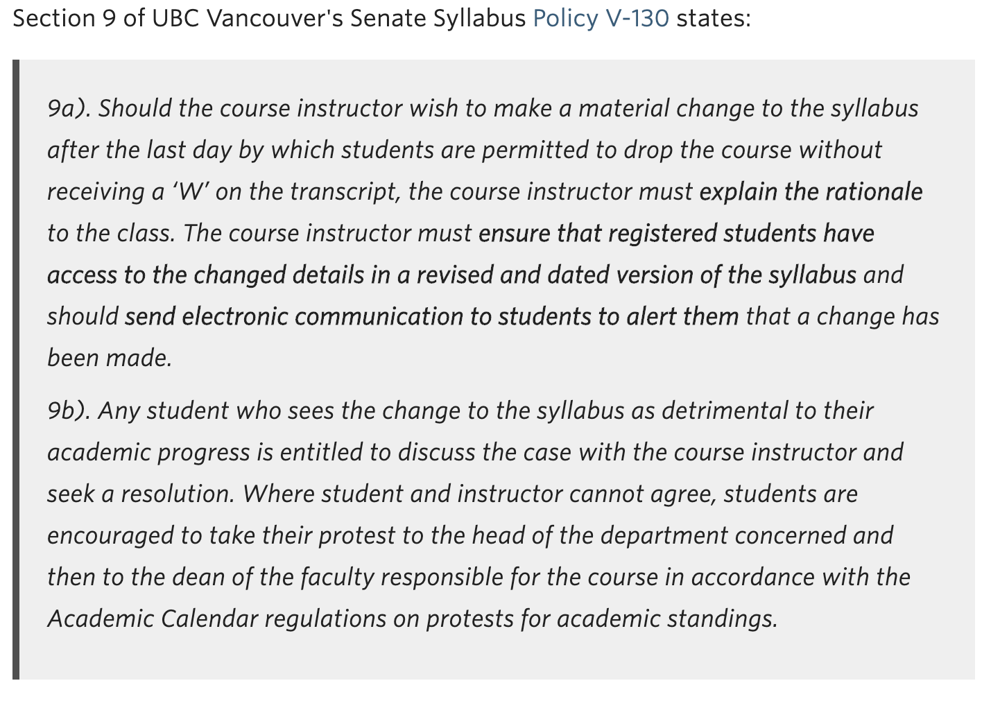 Section 9 of UBC Vancouver's Senate Syllabus Policy V-130 states:
9a). Should the course instructor wish to make a material change to the syllabus
after the last day by which students are permitted to drop the course without
receiving a ‘W’ on the transcript, the course instructor must explain the rationale
to the class. The course instructor must ensure that registered students have
access to the changed details in a revised and dated version of the syllabus and
should send electronic communication to students to alert them that a change has
been made.
9b). Any student who sees the change to the syllabus as detrimental to their
academic progress is entitled to discuss the case with the course instructor and
seek a resolution. Where student and instructor cannot agree, students are
encouraged to take their protest to the head of the department concerned and
then to the dean of the faculty responsible for the course in accordance with the
Academic Calendar regulations on protests for academic standings.